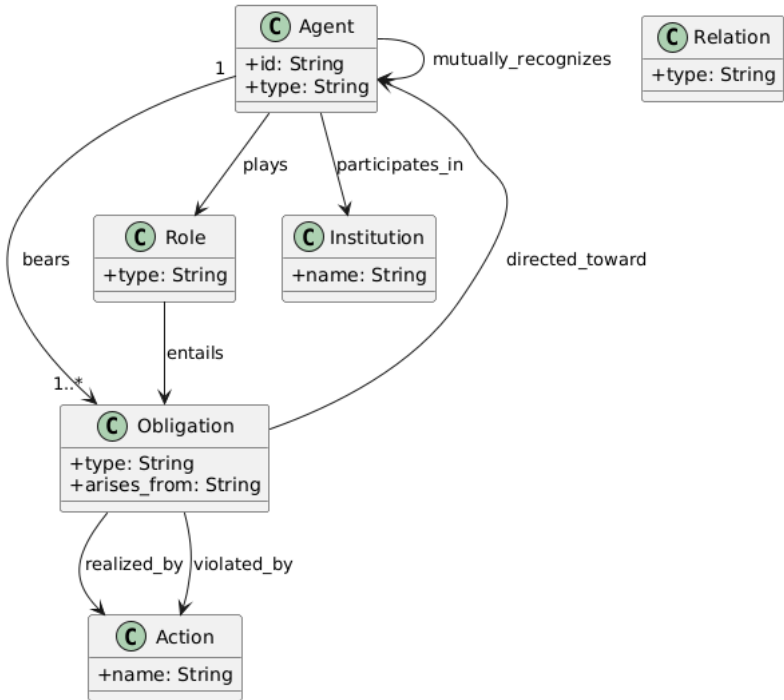 C Agent
+id: String
+type: String
mutually_recognizes
C Relation
+type: String
1
plays
participates_in
C Role
+type: String
C Institution
+name: String
bears
directed_toward
entails
1..*
C Obligation
+type: String
+arises_from: String
realized_by
violated_by
C Action
+name: String